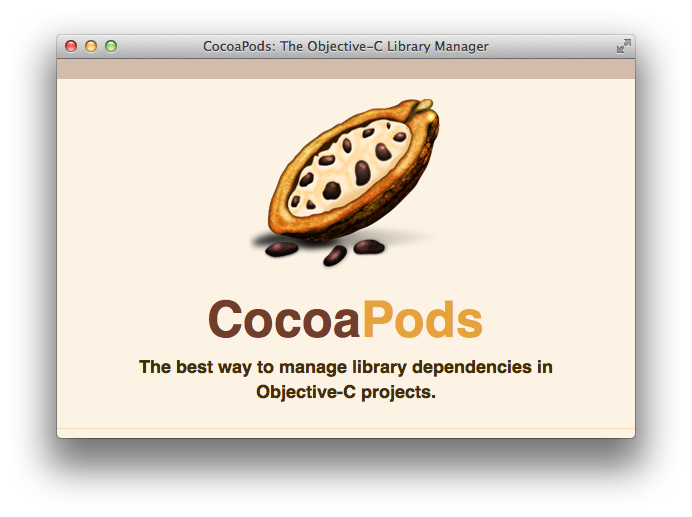 CocoaPods: The Objective-C Library Manager
CocoaPods
The best way to manage library dependencies in
Objective-C projects.